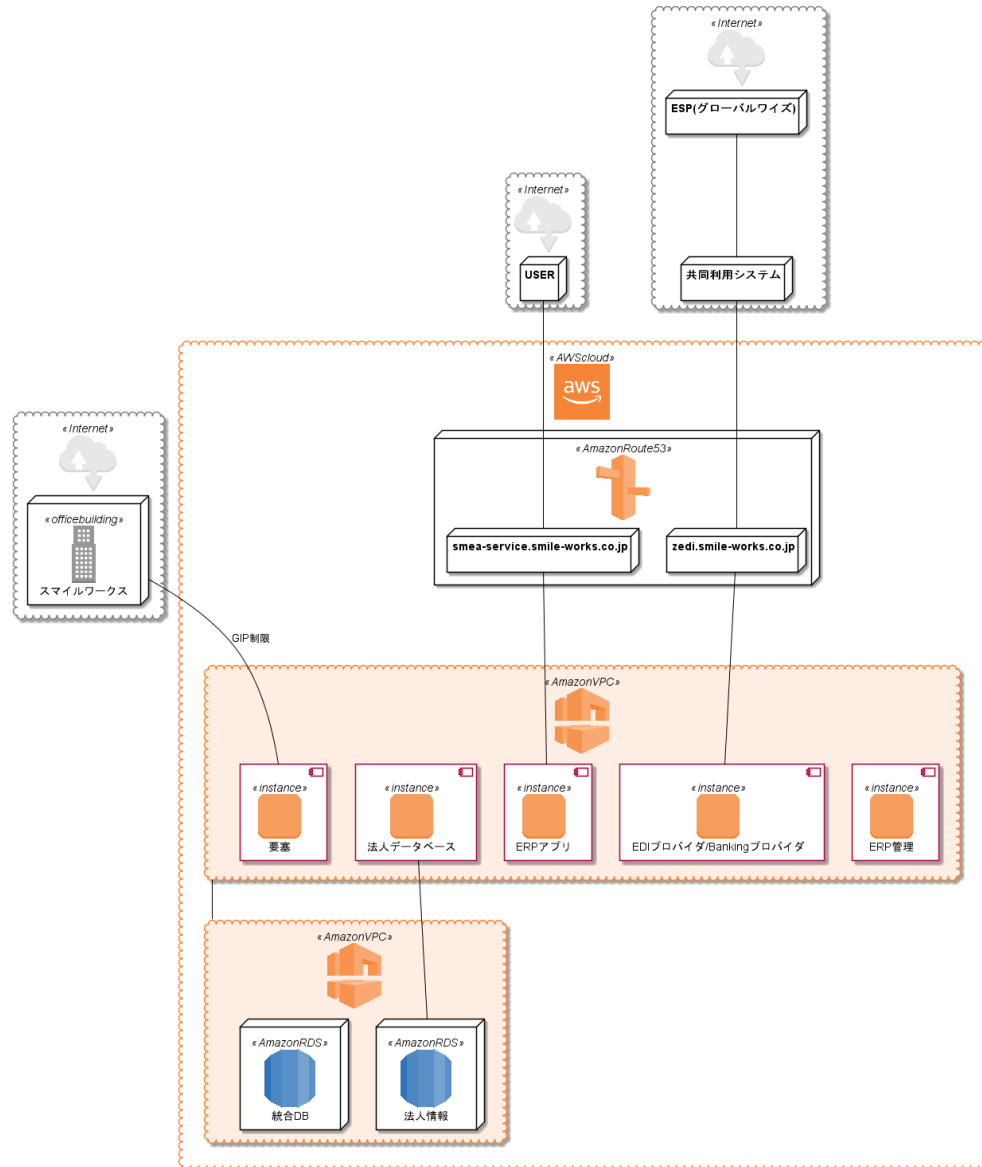 «Internet»
ESP(グローバルワイズ)
«Internet»
USER
共同利用システム
«AWScloud»
aws
«Internet»
«officebuilding»
スマイルワークス
«AmazonRoute53»
smea-service.smile-works.co.jp
zedi.smile-works.co.jp
GIP制限
«AmazonVPC»
«instance»
要塞
«instance»
法人データベース
«instance»
ERPアプリ
«instance»
EDIプロバイダ/Bankingプロバイダ
«instance»
ERP管理
«AmazonVPC»
«AmazonRDS»
統合DB
«AmazonRDS»
法人情報